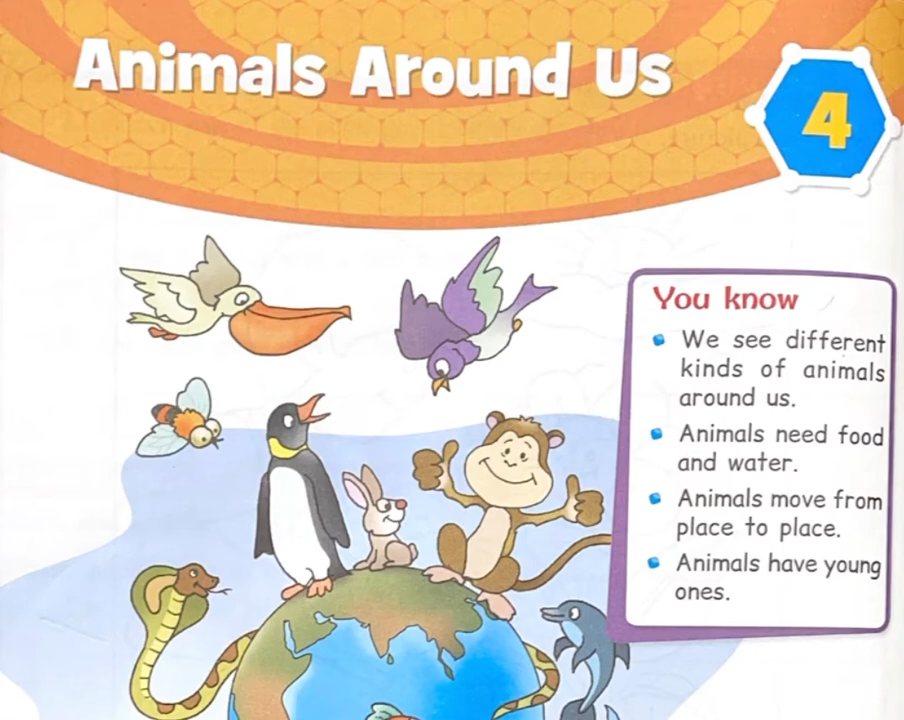 Animals Around Us
4
You know
• We see different
kinds of animals
around us.
• Animals need food
and water.
• Animals move from
place to place.
• Animals have young
ones.